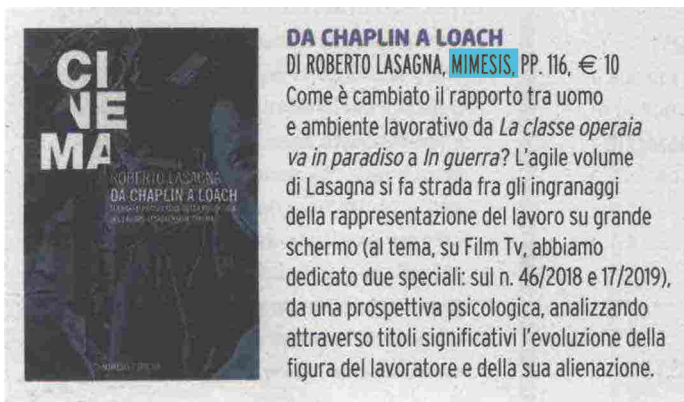 CI
NE
MA
ROBERTO LASAGNA
DA CHAPLIN A LOACH
DA CHAPLIN A LOACH
DI ROBERTO LASAGNA, MIMESIS, PP. 116, € 10
Come è cambiato il rapporto tra uomo
e ambiente lavorativo da La classe operaia
va in paradiso a In guerra? L'agile volume
di Lasagna si fa strada fra gli ingranaggi
della rappresentazione del lavoro su grande
schermo (al tema, su Film Tv, abbiamo
dedicato due speciali: sul n. 46/2018 e 17/2019),
da una prospettiva psicologica, analizzando
attraverso titoli significativi l'evoluzione della
figura del lavoratore e della sua alienazione.